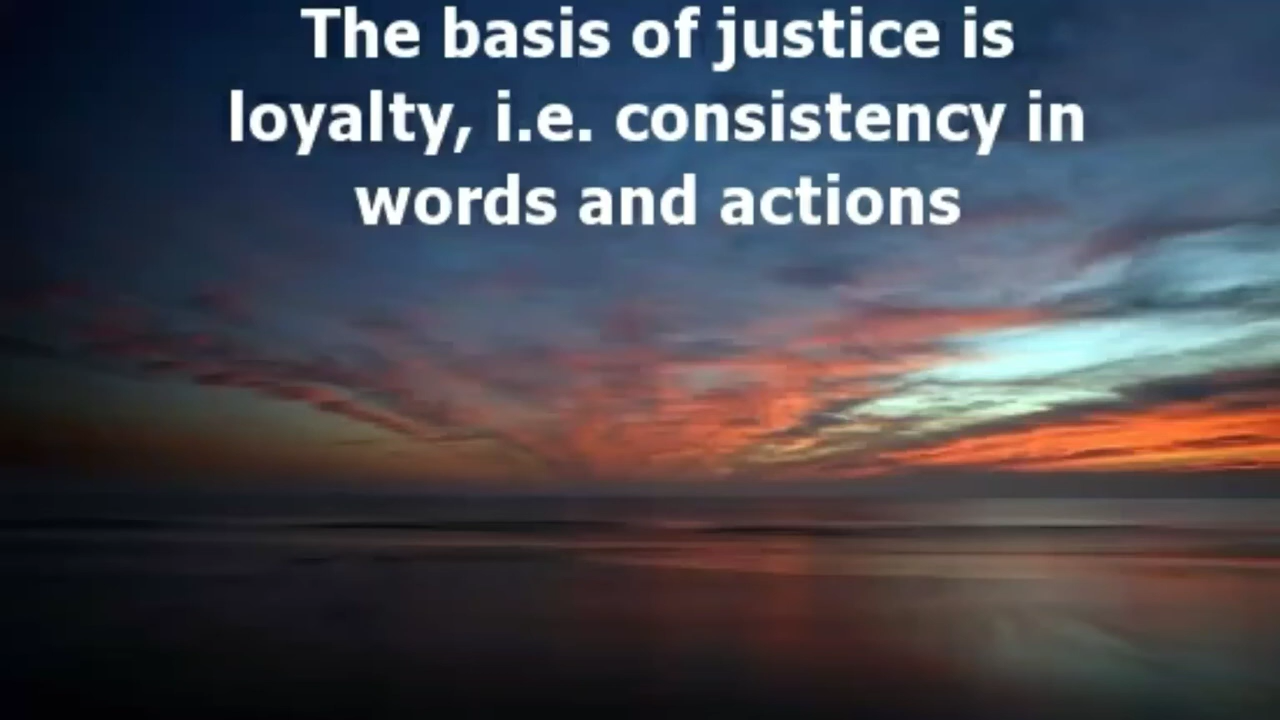 The basis of justice is
loyalty, i.e. consistency in
words and actions